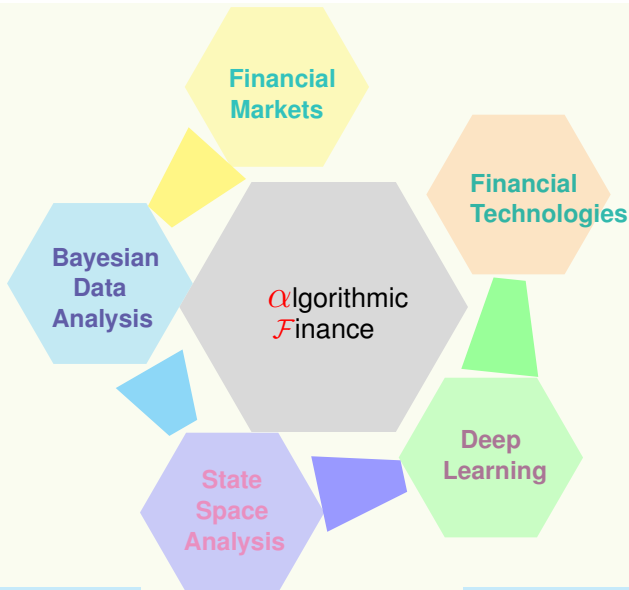 Financial
Markets
Financial
Technologies
Bayesian
Data
Analysis
αlgorithmic
ℱinance
Deep
Learning
State
Space
Analysis